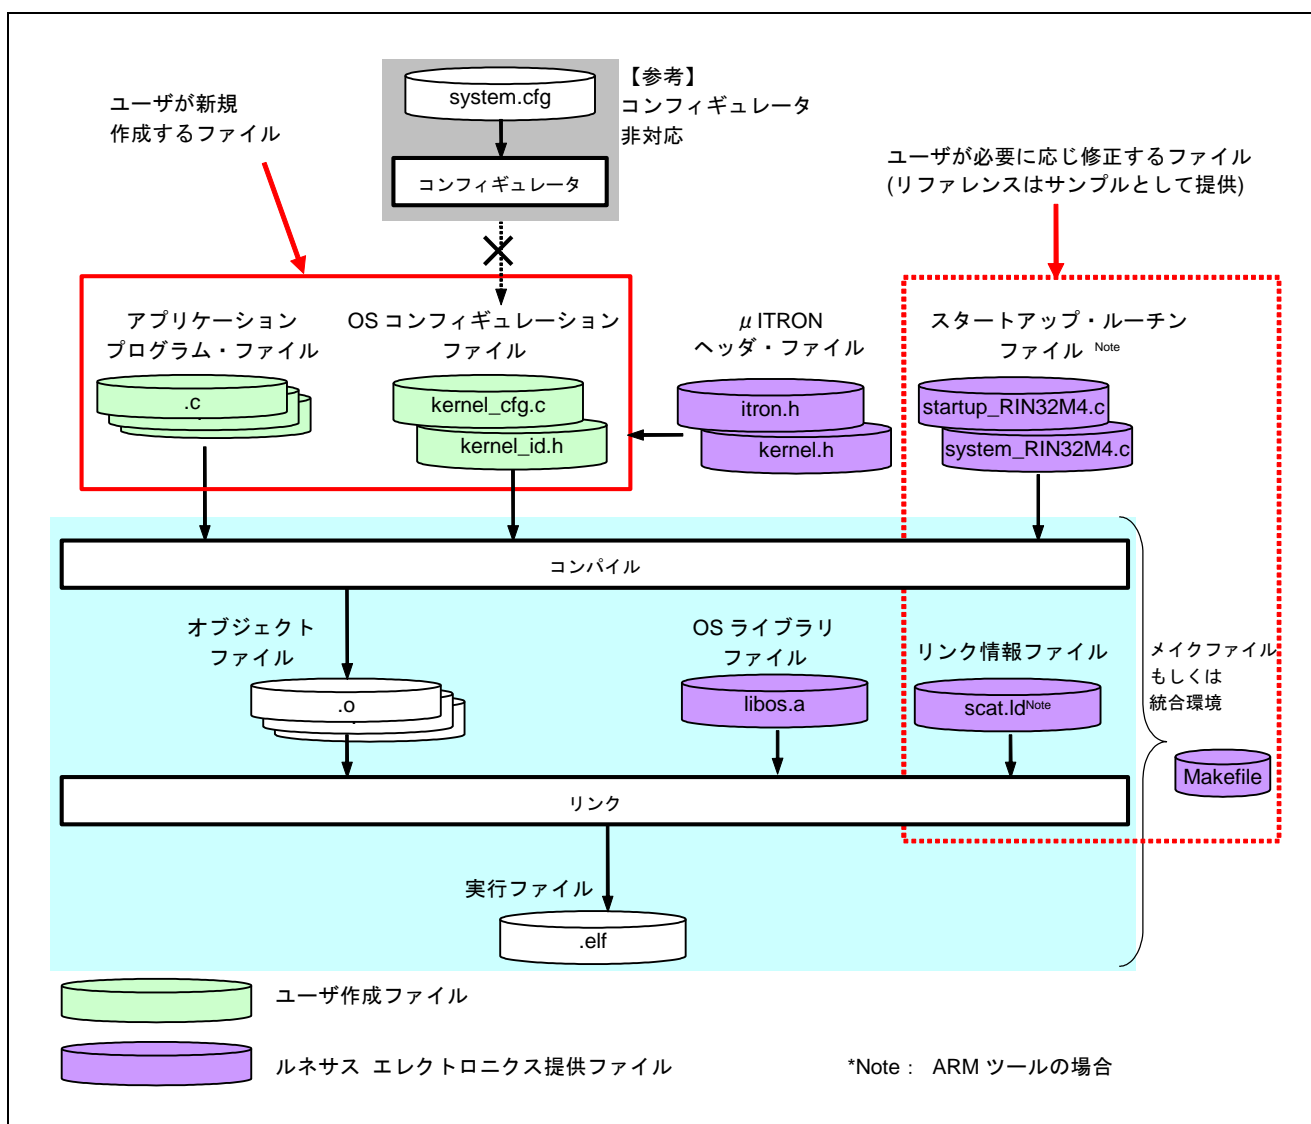 system.cfg
コンフィギュレータ
【参考】
コンフィギュレータ
非対応
ユーザが新規
作成するファイル
ユーザが必要に応じ修正するファイル
(リファレンスはサンプルとして提供)
アプリケーション
プログラム・ファイル
.c
OS コンフィギュレーション
ファイル
kernel_cfg.c
kernel_id.h
μ ITRON
ヘッダ・ファイル
itron.h
kernel.h
スタートアップ・ルーチン
ファイル Note
startup_RIN32M4.c
system_RIN32M4.c
コンパイル
オブジェクト
ファイル
.o
OS ライブラリ
ファイル
libos.a
リンク情報ファイル
scat.ld Note
メイクファイル
もしくは
統合環境
Makefile
リンク
実行ファイル
.elf
ユーザ作成ファイル
ルネサス エレクトロニクス提供ファイル
*Note : ARM ツールの場合